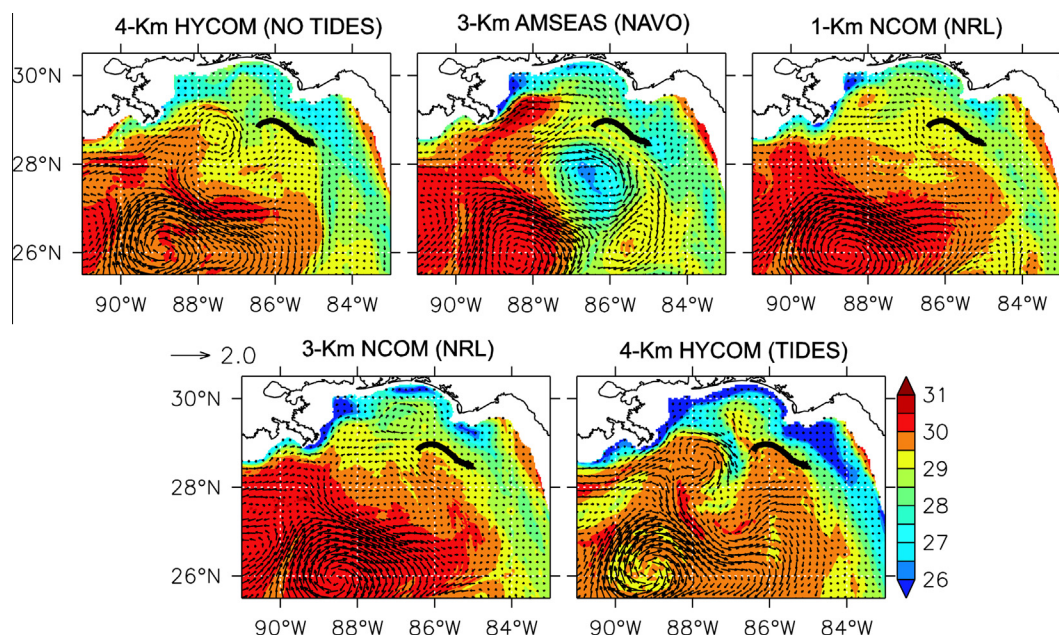 4-Km HYCOM (NO TIDES)
3-Km AMSEAS (NAVO)
1-Km NCOM (NRL)
30°N
28°N
26°N
90°W 88°W 86°W 84°W
90°W 88°W 86°W 84°W
90°W 88°W 86°W 84°W
2.0
3-Km NCOM (NRL)
4-Km HYCOM (TIDES)
30°N
28°N
26°N
90°W 88°W 86°W 84°W
90°W 88°W 86°W 84°W
31
30
29
28
27
26